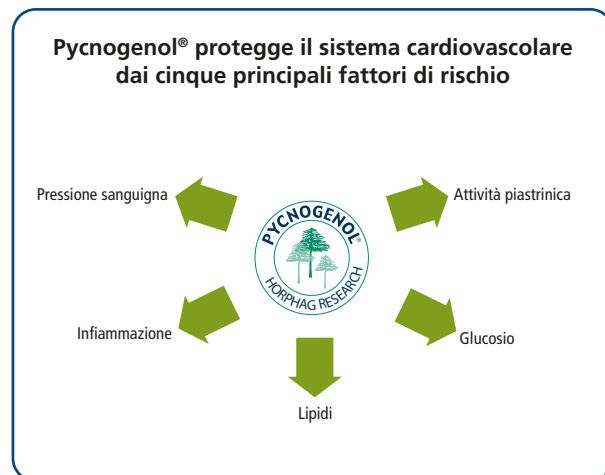 Pycnogenol® protegge il sistema cardiovascolare
dai cinque principali fattori di rischio
Pressione sanguigna
Attività piastrinica
PYCNOGENOL®
HORPHAG RESEARCH
Infiammazione
Glucosio
Lipidi